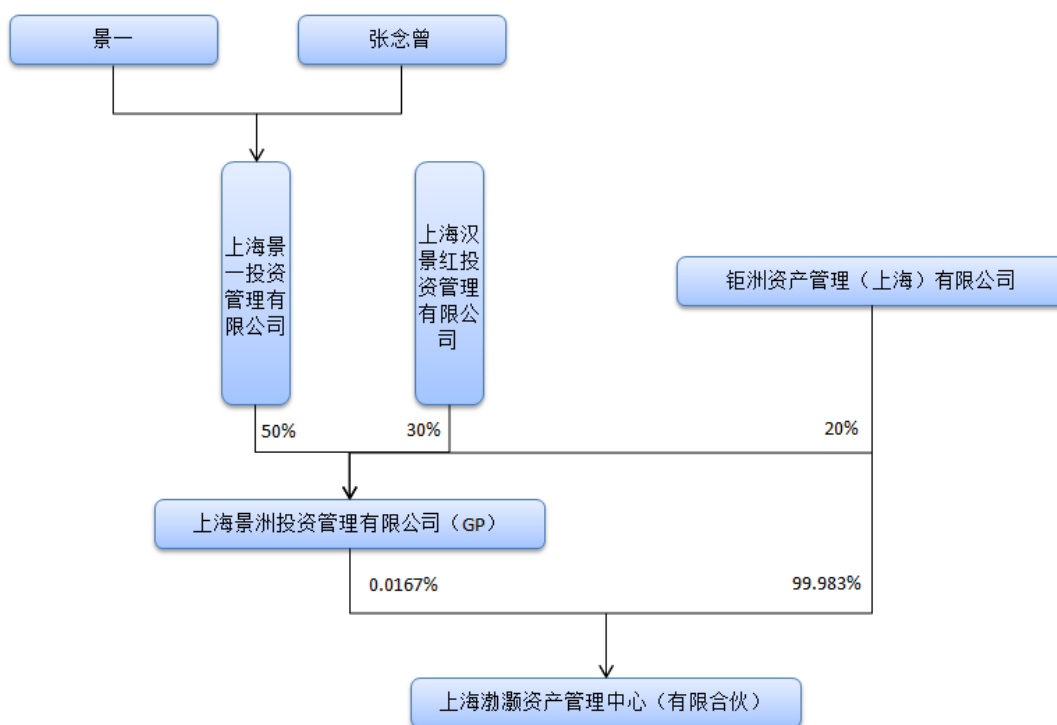 景一
张念曾
上海景
一投资
管理有
限公司
上海汉
景红投
资管理
有限公
司
钜洲资产管理（上海）有限公司
50%
30%
20%
上海景洲投资管理有限公司（GP）
0.0167%
99.983%
上海渤灏资产管理中心（有限合伙）